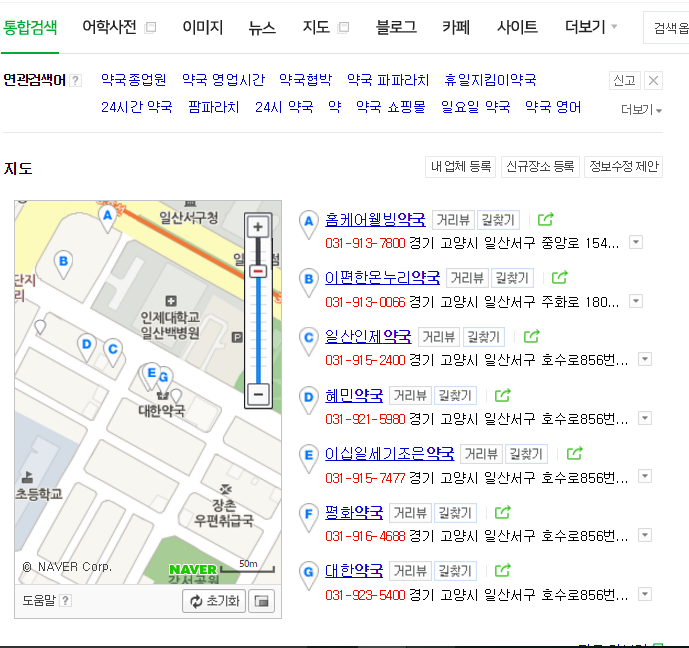 통합검색 어학사전 이미지 뉴스 지도 블로그 카페 사이트 더보기 검색옵
연관검색어 ? 약국종업원 약국 영업시간 약국협박 약국 파파라치 휴일지킴이약국 신고
24시간 약국 팜파라치 24시 약국 약 약국 쇼핑몰 일요일 약국 약국 영어 더보기
지도 내 업체 등록 신규장소 등록 정보수정 제안
A 홈케어웰빙약국 거리뷰 길찾기
031-913-7800 경기 고양시 일산서구 중앙로 154...
B 이편한온누리약국 거리뷰 길찾기
031-913-0066 경기 고양시 일산서구 주화로 180...
C 일산인제약국 거리뷰 길찾기
031-915-2400 경기 고양시 일산서구 호수로856번...
D 혜민약국 거리뷰 길찾기
031-921-5980 경기 고양시 일산서구 호수로856번...
E 이십일세기조은약국 거리뷰 길찾기
031-915-7477 경기 고양시 일산서구 호수로856번...
F 평화약국 거리뷰 길찾기
031-916-4688 경기 고양시 일산서구 호수로856번...
G 대한약국 거리뷰 길찾기
031-923-5400 경기 고양시 일산서구 호수로856번...
A
일산서구청
B
단지
리
인제대학교
일산백병원
P
D C
E G
대한약국
초등학교
장촌
우편취급국
© NAVER Corp.
NAVER 50m
강서공원
도움말 ? 초기화